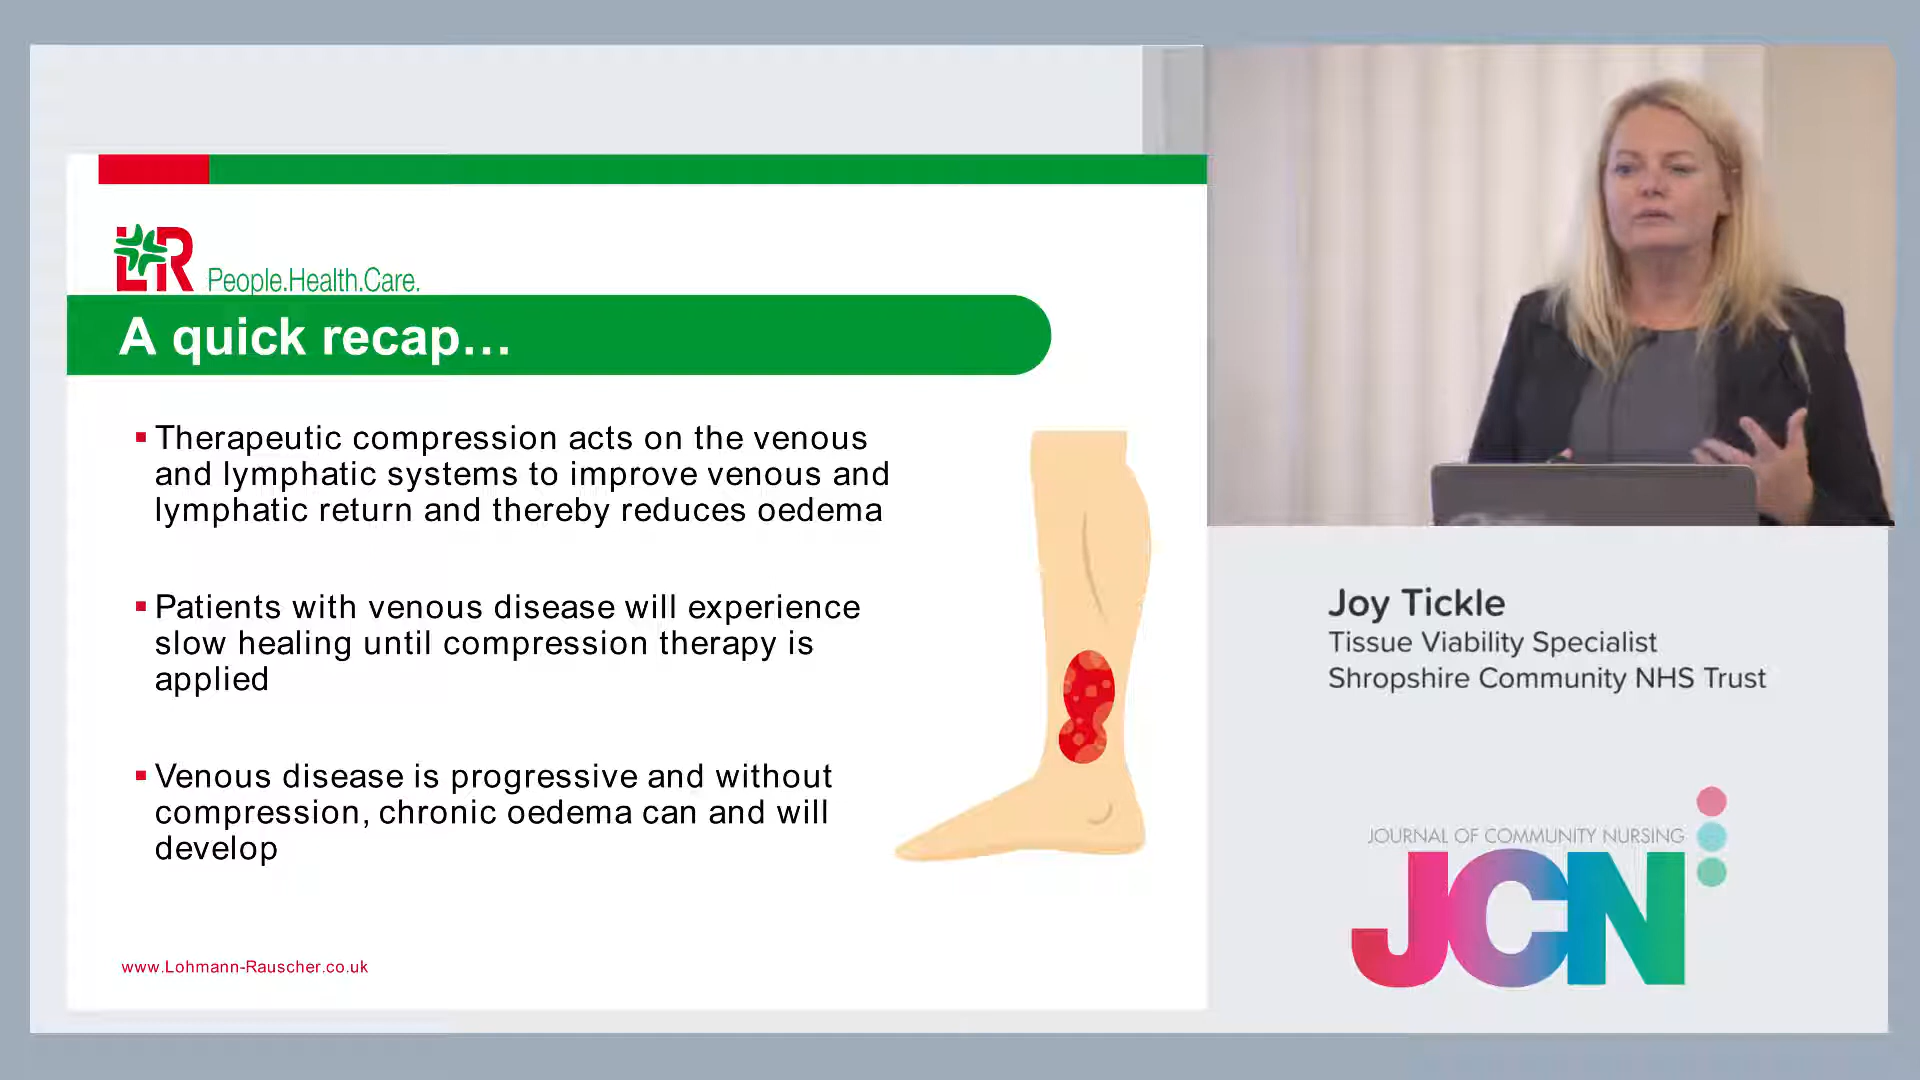 L&R
People.Health.Care.
A quick recap...
Therapeutic compression acts on the venous
and lymphatic systems to improve venous and
lymphatic return and thereby reduces oedema
Patients with venous disease will experience
slow healing until compression therapy is
applied
Venous disease is progressive and without
compression, chronic oedema can and will
develop
www.Lohmann-Rauscher.co.uk
Joy Tickle
Tissue Viability Specialist
Shropshire Community NHS Trust
JOURNAL OF COMMUNITY NURSING
JCN